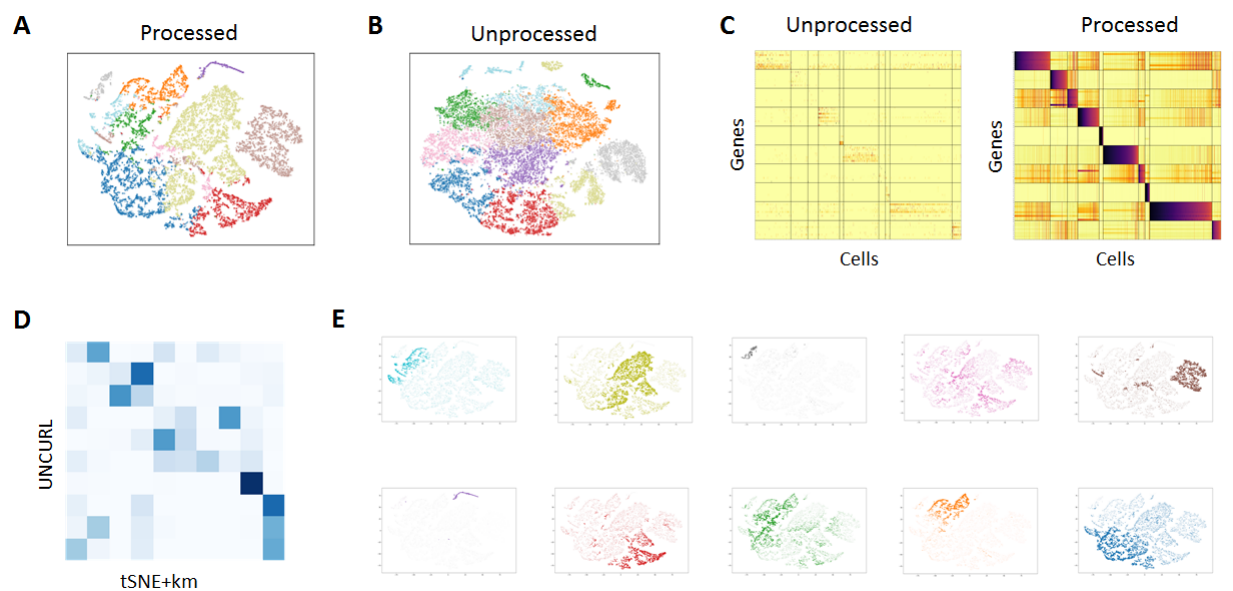 A
Processed
B
Unprocessed
C
Unprocessed
Processed
Genes
Genes
Cells
Cells
D
E
UNCURL
tSNE+km